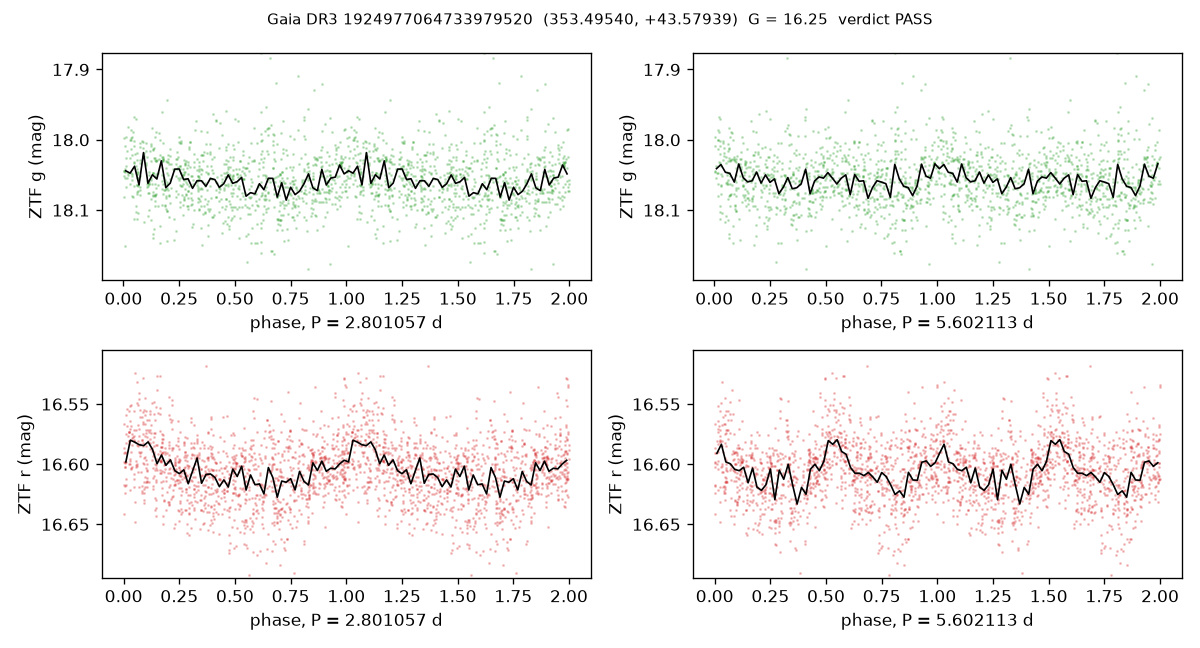 Gaia DR3 1924977064733979520 (353.49540, +43.57939) G = 16.25 verdict PASS
ZTF g (mag)
17.9
18.0
18.1
0.00 0.25 0.50 0.75 1.00 1.25 1.50 1.75 2.00
phase, P = 2.801057 d
ZTF g (mag)
17.9
18.0
18.1
0.00 0.25 0.50 0.75 1.00 1.25 1.50 1.75 2.00
phase, P = 5.602113 d
ZTF r (mag)
16.55
16.60
16.65
0.00 0.25 0.50 0.75 1.00 1.25 1.50 1.75 2.00
phase, P = 2.801057 d
ZTF r (mag)
16.55
16.60
16.65
0.00 0.25 0.50 0.75 1.00 1.25 1.50 1.75 2.00
phase, P = 5.602113 d